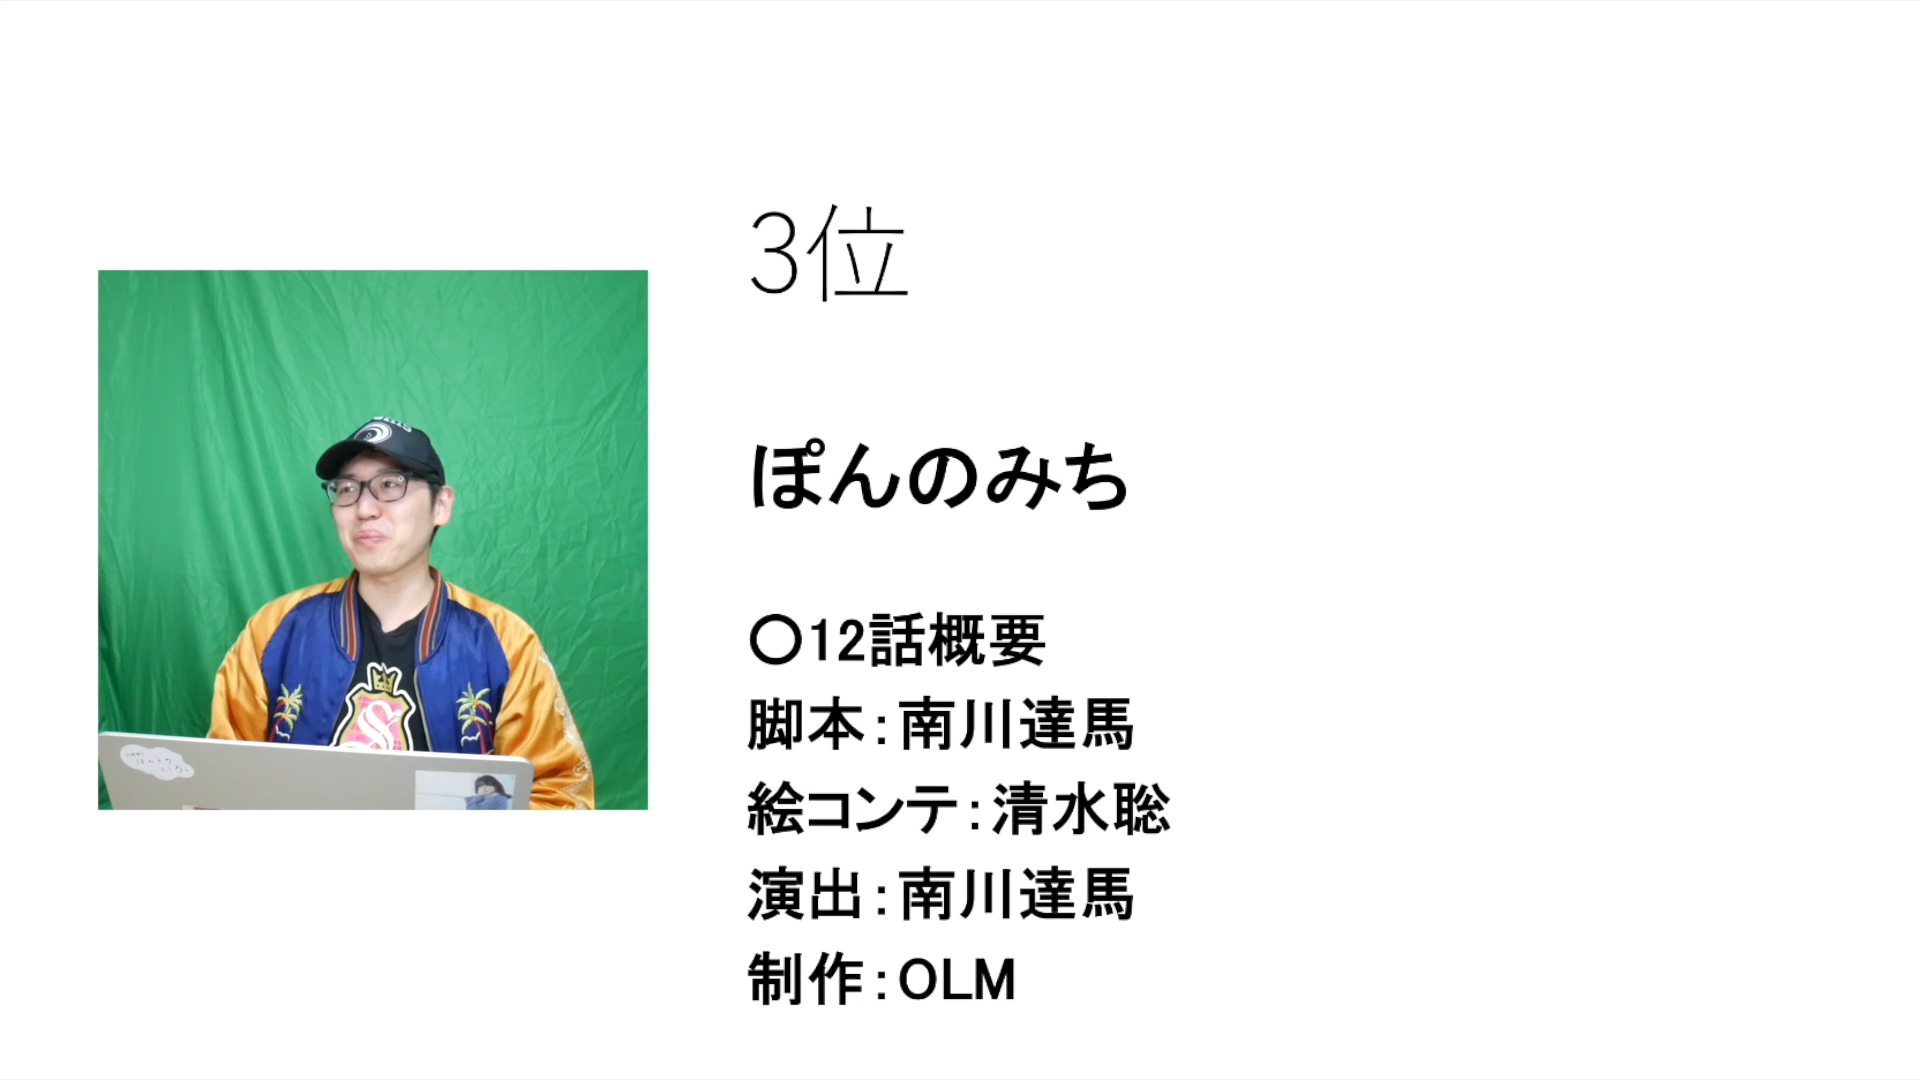 3位
ぽんのみち
〇12話概要
脚本：南川達馬
絵コンテ：清水聡
演出：南川達馬
制作：OLM
S